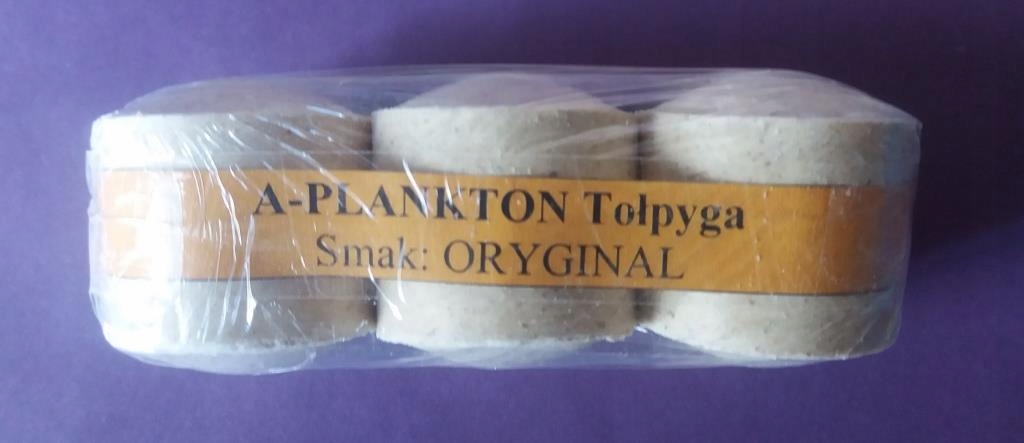 A-PLANKTON Tołpyga
Smak: ORYGINAL